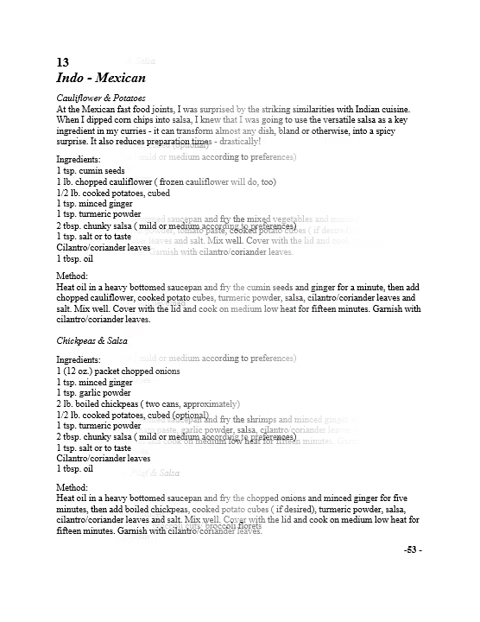 13
Indo - Mexican
Cauliflower & Potatoes
At the Mexican fast food joints, I was surprised by the striking similarities with Indian cuisine.
When I dipped corn chips into salsa, I knew that I was going to use the versatile salsa as a key
ingredient in my curries - it can transform almost any dish, bland or otherwise, into a spicy
surprise. It also reduces preparation times - drastically!
Ingredients:
1 tsp. cumin seeds
1 lb. chopped cauliflower ( frozen cauliflower will do, too)
1/2 lb. cooked potatoes, cubed
1 tsp. minced ginger
1 tsp. turmeric powder
2 tbsp. chunky salsa ( mild or medium according to preferences)
1 tsp. salt or to taste
Cilantro/coriander leaves
1 tbsp. oil
Method:
Heat oil in a heavy bottomed saucepan and fry the cumin seeds and ginger for a minute, then add
chopped cauliflower, cooked potato cubes, turmeric powder, salsa, cilantro/coriander leaves and
salt. Mix well. Cover with the lid and cook on medium low heat for fifteen minutes. Garnish with
cilantro/coriander leaves.
Chickpeas & Salsa
Ingredients:
1 (12 oz.) packet chopped onions
1 tsp. minced ginger
1 tsp. garlic powder
2 lb. boiled chickpeas ( two cans, approximately)
1/2 lb. cooked potatoes, cubed (optional)
1 tsp. turmeric powder
2 tbsp. chunky salsa ( mild or medium according to preferences)
1 tsp. salt or to taste
Cilantro/coriander leaves
1 tbsp. oil
Method:
Heat oil in a heavy bottomed saucepan and fry the chopped onions and minced ginger for five
minutes, then add boiled chickpeas, cooked potato cubes ( if desired), turmeric powder, salsa,
cilantro/coriander leaves and salt. Mix well. Cover with the lid and cook on medium low heat for
fifteen minutes. Garnish with cilantro/coriander leaves.
-53 -